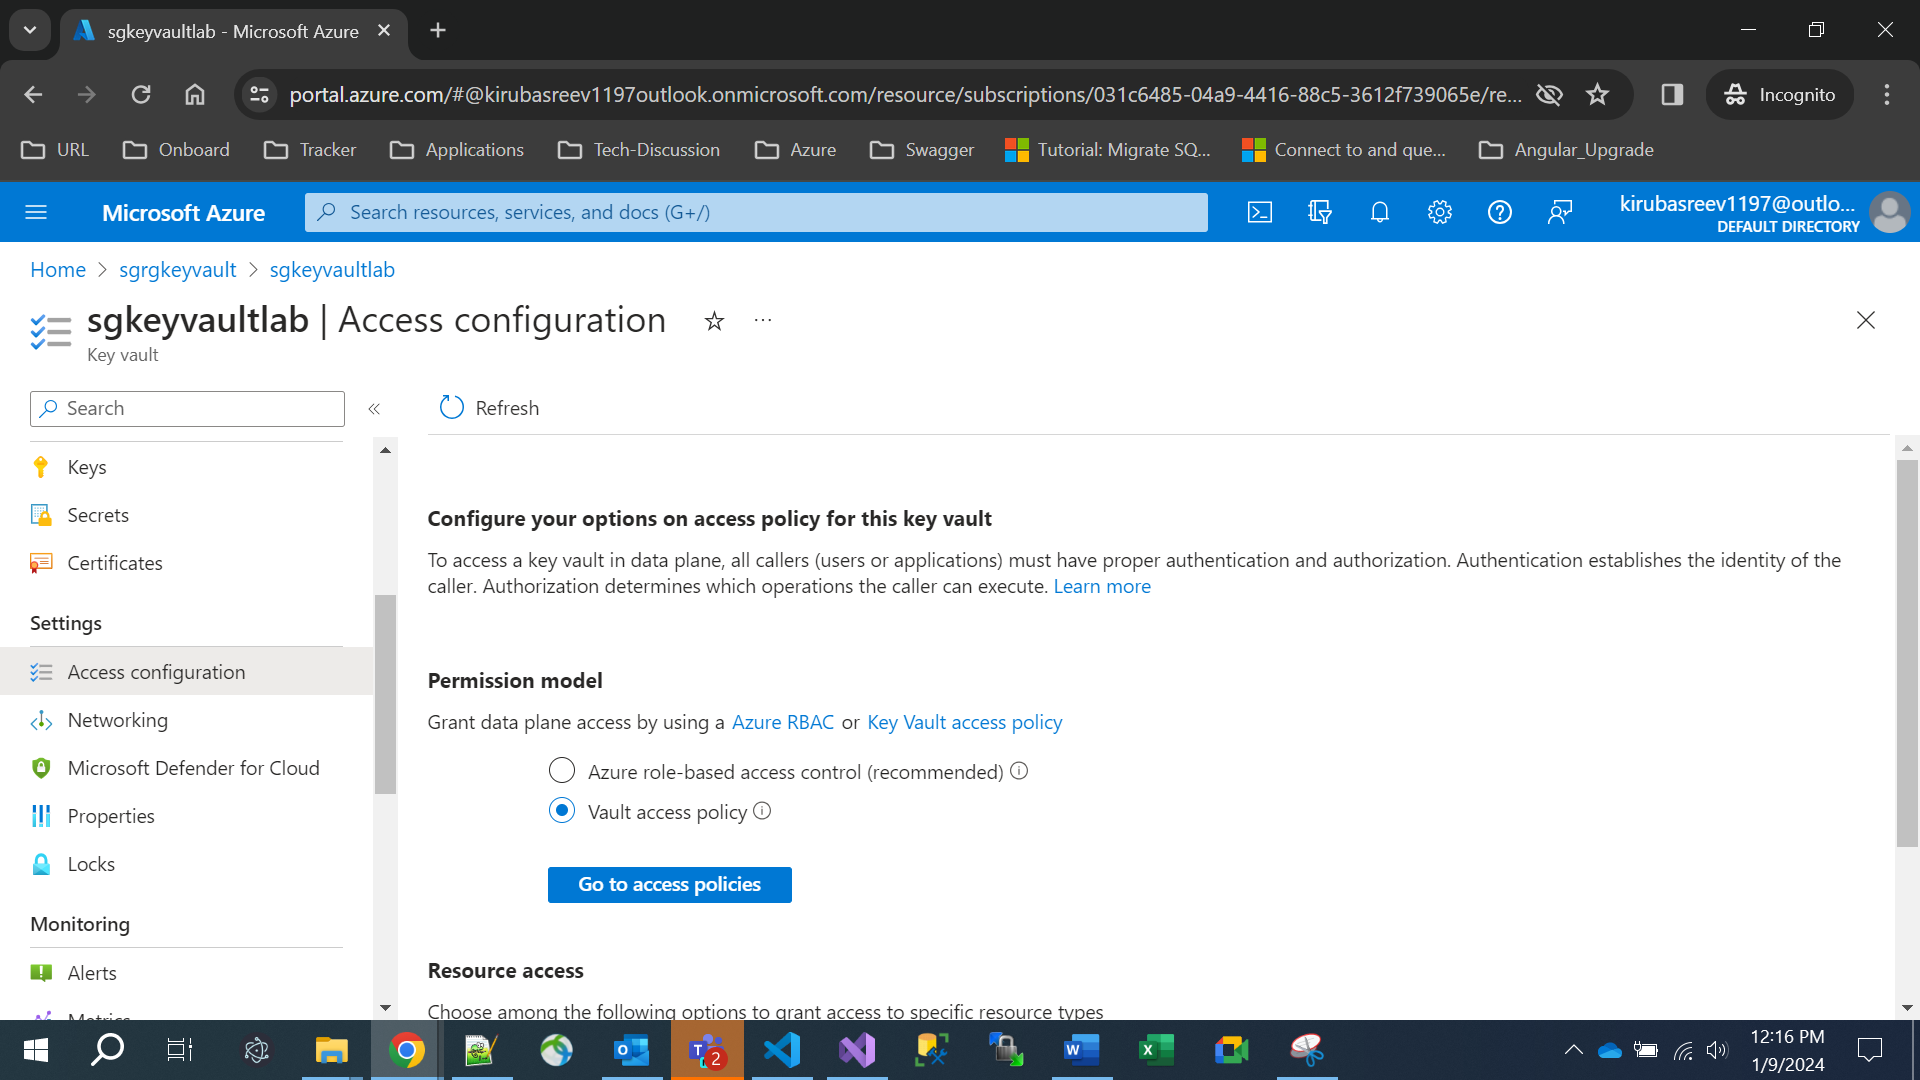 sgkeyvaultlab - Microsoft Azure
portal.azure.com/#@kirubasreev1197outlook.onmicrosoft.com/resource/subscriptions/031c6485-04a9-4416-88c5-3612f739065e/re...
Incognito
URL
Onboard
Tracker
Applications
Tech-Discussion
Azure
Swagger
Tutorial: Migrate SQ...
Connect to and que...
Angular_Upgrade
Microsoft Azure
Search resources, services, and docs (G+/)
kirubasreev1197@outlo...
DEFAULT DIRECTORY
Home > sgrgkeyvault > sgkeyvaultlab
sgkeyvaultlab | Access configuration
Key vault
Search
Refresh
Keys
Secrets
Certificates
Settings
Access configuration
Networking
Microsoft Defender for Cloud
Properties
Locks
Monitoring
Alerts
Metrics
Configure your options on access policy for this key vault
To access a key vault in data plane, all callers (users or applications) must have proper authentication and authorization. Authentication establishes the identity of the
caller. Authorization determines which operations the caller can execute. Learn more
Permission model
Grant data plane access by using a Azure RBAC or Key Vault access policy
Azure role-based access control (recommended)
Vault access policy
Go to access policies
Resource access
Choose among the following options to grant access to specific resource types
2
12:16 PM
1/9/2024